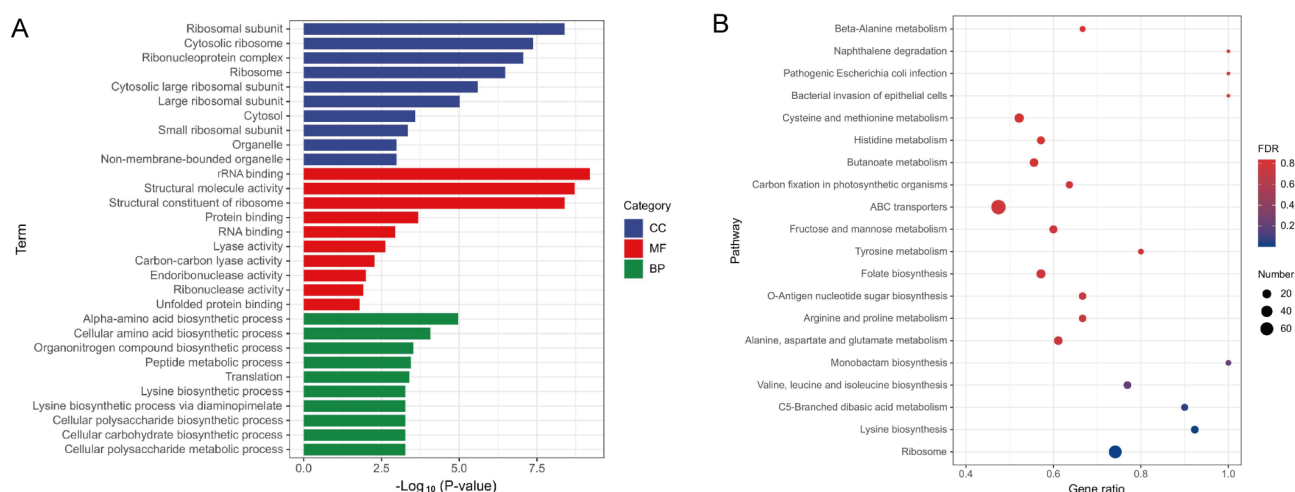 A
Term
Ribosomal subunit
Cytosolic ribosome
Ribonucleoprotein complex
Ribosome
Cytosolic large ribosomal subunit
Large ribosomal subunit
Cytosol
Small ribosomal subunit
Organelle
Non-membrane-bounded organelle
rRNA binding
Structural molecule activity
Structural constituent of ribosome
Protein binding
RNA binding
Lyase activity
Carbon-carbon lyase activity
Endoribonuclease activity
Ribonuclease activity
Unfolded protein binding
Alpha-amino acid biosynthetic process
Cellular amino acid biosynthetic process
Organonitrogen compound biosynthetic process
Peptide metabolic process
Translation
Lysine biosynthetic process
Lysine biosynthetic process via diaminopimelate
Cellular polysaccharide biosynthetic process
Cellular carbohydrate biosynthetic process
Cellular polysaccharide metabolic process
0.0 2.5 5.0 7.5
-Log10 (P-value)
Category
CC
MF
BP
B
Pathway
Beta-Alanine metabolism
Naphthalene degradation
Pathogenic Escherichia coli infection
Bacterial invasion of epithelial cells
Cysteine and methionine metabolism
Histidine metabolism
Butanoate metabolism
Carbon fixation in photosynthetic organisms
ABC transporters
Fructose and mannose metabolism
Tyrosine metabolism
Folate biosynthesis
O-Antigen nucleotide sugar biosynthesis
Arginine and proline metabolism
Alanine, aspartate and glutamate metabolism
Monobactam biosynthesis
Valine, leucine and isoleucine biosynthesis
C5-Branched dibasic acid metabolism
Lysine biosynthesis
Ribosome
0.4 0.6 0.8 1.0
Gene ratio
FDR
0.8
0.6
0.4
0.2
Number
20
40
60